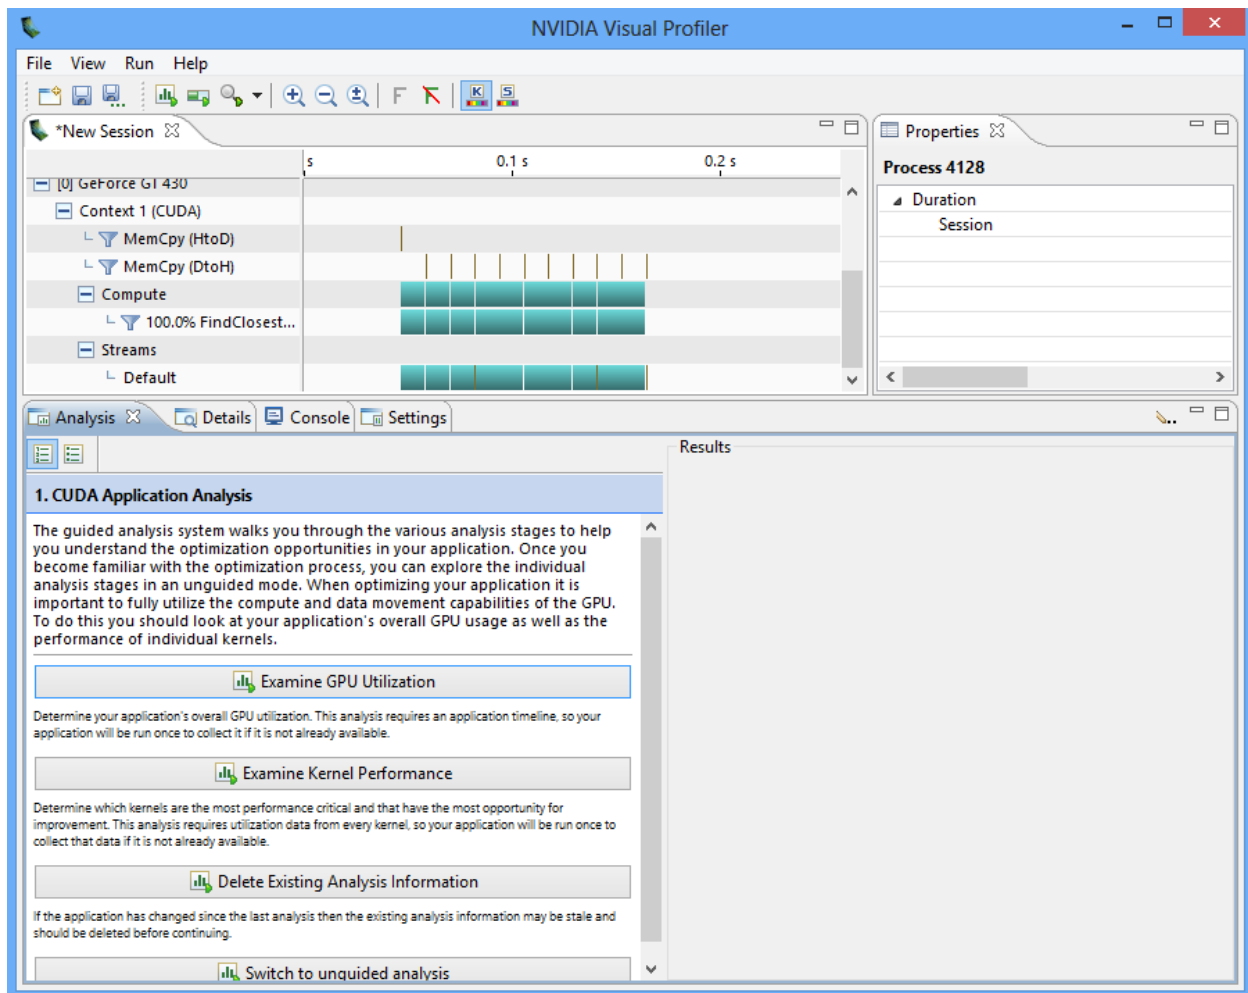 NVIDIA Visual Profiler
File View Run Help
*New Session
Properties
s 0.1 s 0.2 s
Process 4128
[0] GeForce GT 430
Duration
Context 1 (CUDA)
Session
MemCpy (HtoD)
MemCpy (DtoH)
Compute
100.0% FindClosest...
Streams
Default
Analysis Details Console Settings
Results
1. CUDA Application Analysis
The guided analysis system walks you through the various analysis stages to help
you understand the optimization opportunities in your application. Once you
become familiar with the optimization process, you can explore the individual
analysis stages in an unguided mode. When optimizing your application it is
important to fully utilize the compute and data movement capabilities of the GPU.
To do this you should look at your application's overall GPU usage as well as the
performance of individual kernels.
Examine GPU Utilization
Determine your application's overall GPU utilization. This analysis requires an application timeline, so your
application will be run once to collect it if it is not already available.
Examine Kernel Performance
Determine which kernels are the most performance critical and that have the most opportunity for
improvement. This analysis requires utilization data from every kernel, so your application will be run once to
collect that data if it is not already available.
Delete Existing Analysis Information
If the application has changed since the last analysis then the existing analysis information may be stale and
should be deleted before continuing.
Switch to unguided analysis